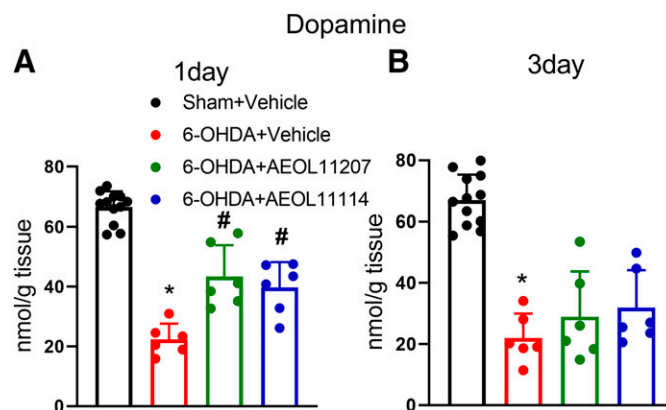 Dopamine
A
1day
Sham+Vehicle
6-OHDA+Vehicle
6-OHDA+AEOL11207
6-OHDA+AEOL11114
nmol/g tissue
80
60
40
20
0
*
#
#
B
3day
nmol/g tissue
80
60
40
20
0
*